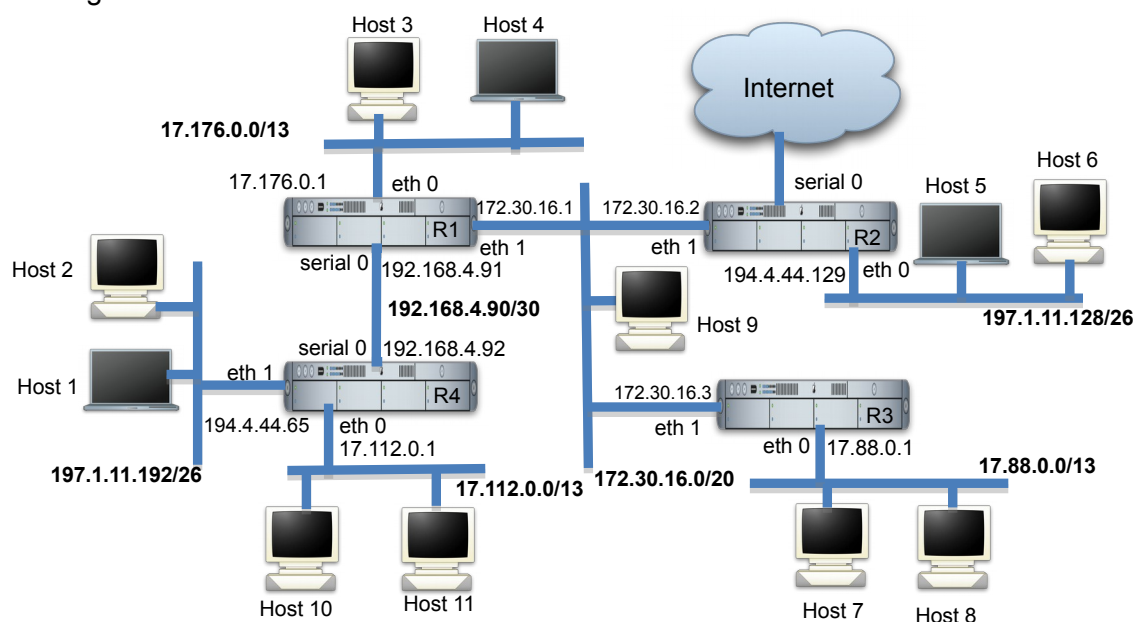 Host 3
Host 4
Internet
17.176.0.0/13
Host 6
17.176.0.1
eth 0
serial 0
Host 5
172.30.16.1
172.30.16.2
R1
R2
eth 1
eth 1
194.4.44.129
eth 0
Host 2
serial 0
192.168.4.91
192.168.4.90/30
Host 9
197.1.11.128/26
serial 0
192.168.4.92
Host 1
eth 1
R4
172.30.16.3
R3
194.4.44.65
eth 0
eth 1
17.112.0.1
eth 0
17.88.0.1
197.1.11.192/26
17.112.0.0/13
172.30.16.0/20
17.88.0.0/13
Host 10
Host 11
Host 7
Host 8